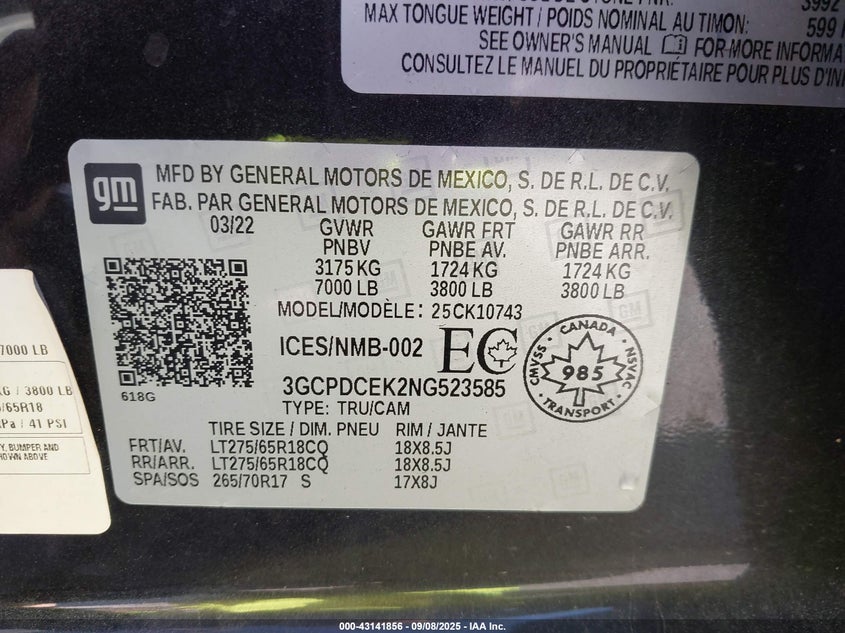 3992
MAX TONGUE WEIGHT / POIDS NOMINAL AU TIMON: 599
SEE OWNER'S MANUAL FOR MORE INFORMA
CONSULTEZ LE MANUEL DU PROPRIÉTAIRE POUR PLUS D'IN
gm
MFD BY GENERAL MOTORS DE MEXICO, S. DE R.L. DE C.V.
FAB. PAR GENERAL MOTORS DE MEXICO, S. DE R.L. DE C.V.
03/22 GVWR GAWR FRT GAWR RR
PNBV PNBE AV. PNBE ARR.
3175 KG 1724 KG 1724 KG
7000 LB 3800 LB 3800 LB
MODEL/MODÈLE: 25CK10743
ICES/NMB-002 EC
CANADA
CMVSS 985 NSVAC
TRANSPORT
3GCPDCEK2NG523585
618G
TYPE: TRU/CAM
TIRE SIZE / DIM. PNEU RIM / JANTE
FRT/AV. LT275/65R18CQ 18X8.5J
RR/ARR. LT275/65R18CQ 18X8.5J
SPA/SOS 265/70R17 S 17X8J
7000 LB
KG / 3800 LB
/65R18
kPa / 41 PSI
Y, BUMPER AND
OWN ABOVE
000-43141856 - 09/08/2025 - IAA Inc.